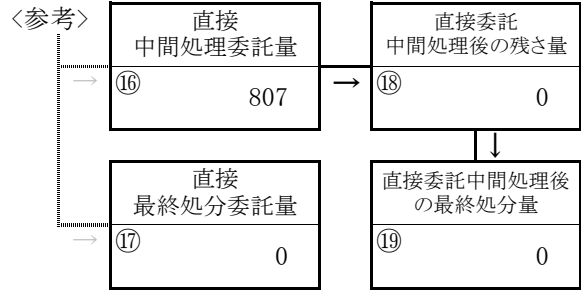 〈参考〉
直接
中間処理委託量
⑯
807
→
→
直接委託
中間処理後の残さ量
⑱
0
↓
直接
最終処分委託量
⑰
0
→
直接委託中間処理後
の最終処分量
⑲
0